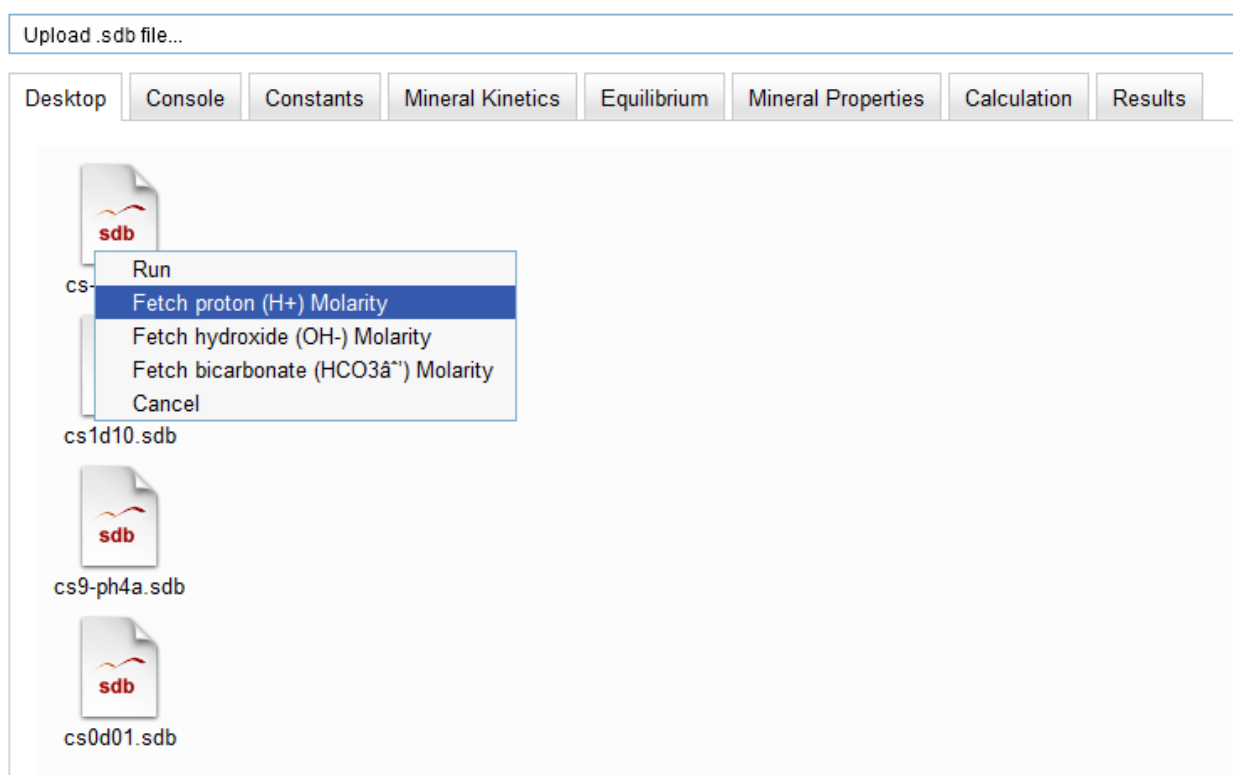 Upload .sdb file...
Desktop Console Constants Mineral Kinetics Equilibrium Mineral Properties Calculation Results
sdb
cs-
Run
Fetch proton (H+) Molarity
Fetch hydroxide (OH-) Molarity
Fetch bicarbonate (HCO3âˆ’) Molarity
Cancel
cs1d10.sdb
sdb
cs9-ph4a.sdb
sdb
cs0d01.sdb